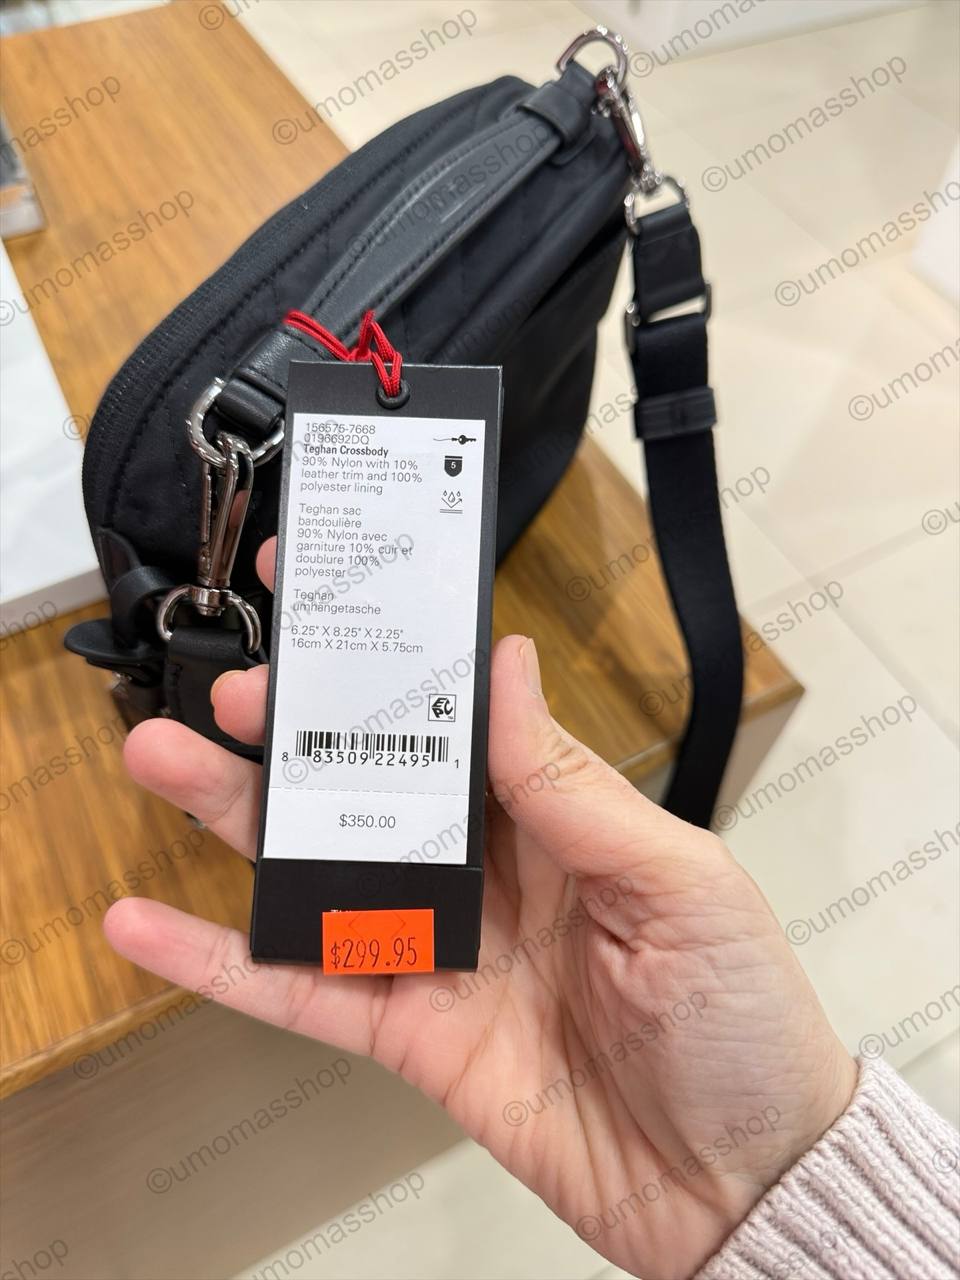 156575-7668
0196692DQ
Teghan Crossbody
90% Nylon with 10%
leather trim and 100%
polyester lining
Teghan sac
bandoulière
90% Nylon avec
garniture 10% cuir et
doublure 100%
polyester
Teghan
umhängetasche
6.25" X 8.25" X 2.25"
16cm X 21cm X 5.75cm
5
EPC
8 83509 22495 1
$350.00
$299.95
©umomasshop